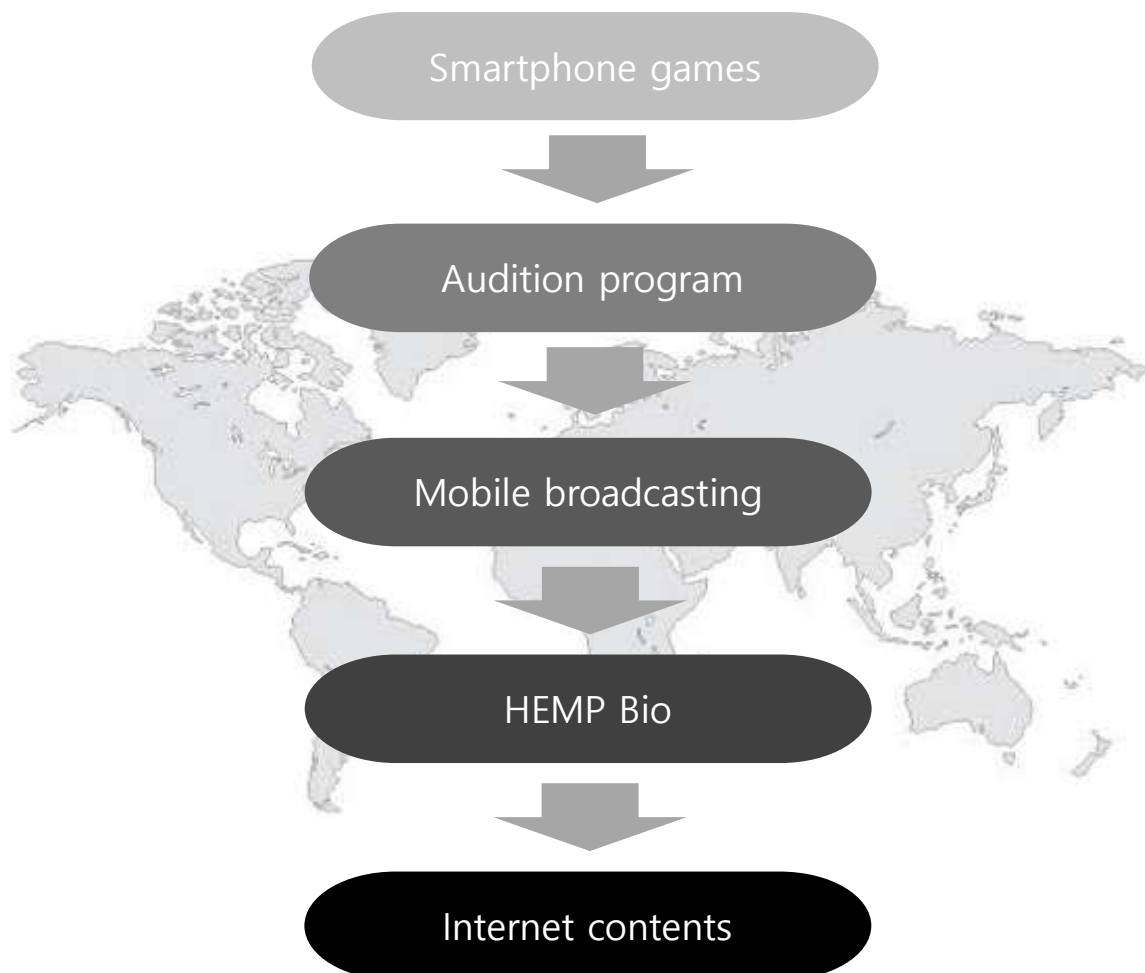 Smartphone games
Audition program
Mobile broadcasting
HEMP Bio
Internet contents